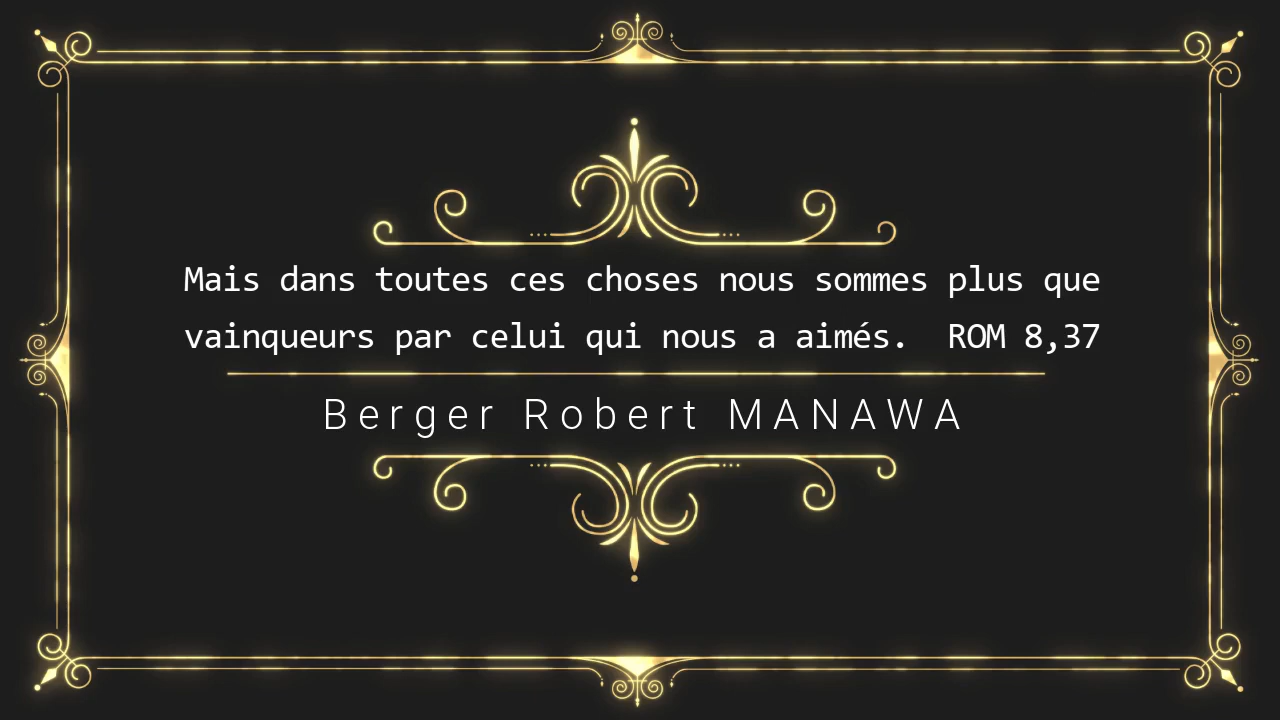 Mais dans toutes ces choses nous sommes plus que
vainqueurs par celui qui nous a aimés.  ROM 8,37
Berger Robert MANAWA